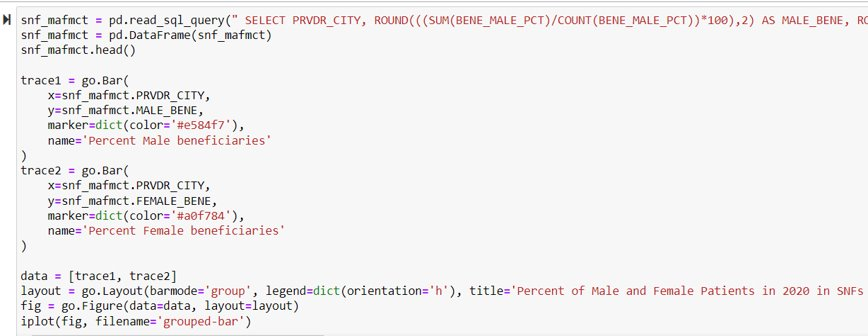 snf_mafmct = pd.read_sql_query(" SELECT PRVDR_CITY, ROUND(((SUM(BENE_MALE_PCT)/COUNT(BENE_MALE_PCT))*100),2) AS MALE_BENE, RO
snf_mafmct = pd.DataFrame(snf_mafmct)
snf_mafmct.head()

trace1 = go.Bar(
    x=snf_mafmct.PRVDR_CITY,
    y=snf_mafmct.MALE_BENE,
    marker=dict(color='#e584f7'),
    name='Percent Male beneficiaries'
)
trace2 = go.Bar(
    x=snf_mafmct.PRVDR_CITY,
    y=snf_mafmct.FEMALE_BENE,
    marker=dict(color='#a0f784'),
    name='Percent Female beneficiaries'
)

data = [trace1, trace2]
layout = go.Layout(barmode='group', legend=dict(orientation='h'), title='Percent of Male and Female Patients in 2020 in SNFs
fig = go.Figure(data=data, layout=layout)
iplot(fig, filename='grouped-bar')